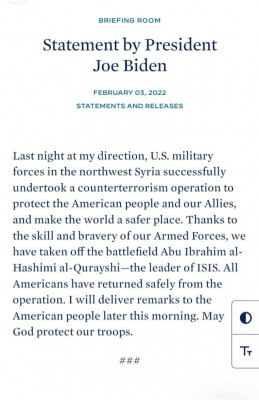 BRIEFING ROOM
Statement by President
Joe Biden
FEBRUARY 03, 2022
STATEMENTS AND RELEASES
Last night at my direction, U.S. military
forces in the northwest Syria successfully
undertook a counterterrorism operation to
protect the American people and our Allies,
and make the world a safer place. Thanks to
the skill and bravery of our Armed Forces, we
have taken off the battlefield Abu Ibrahim al-
Hashimi al-Qurayshi—the leader of ISIS. All
Americans have returned safely from the
operation. I will deliver remarks to the
American people later this morning. May
God protect our troops.
###
TT